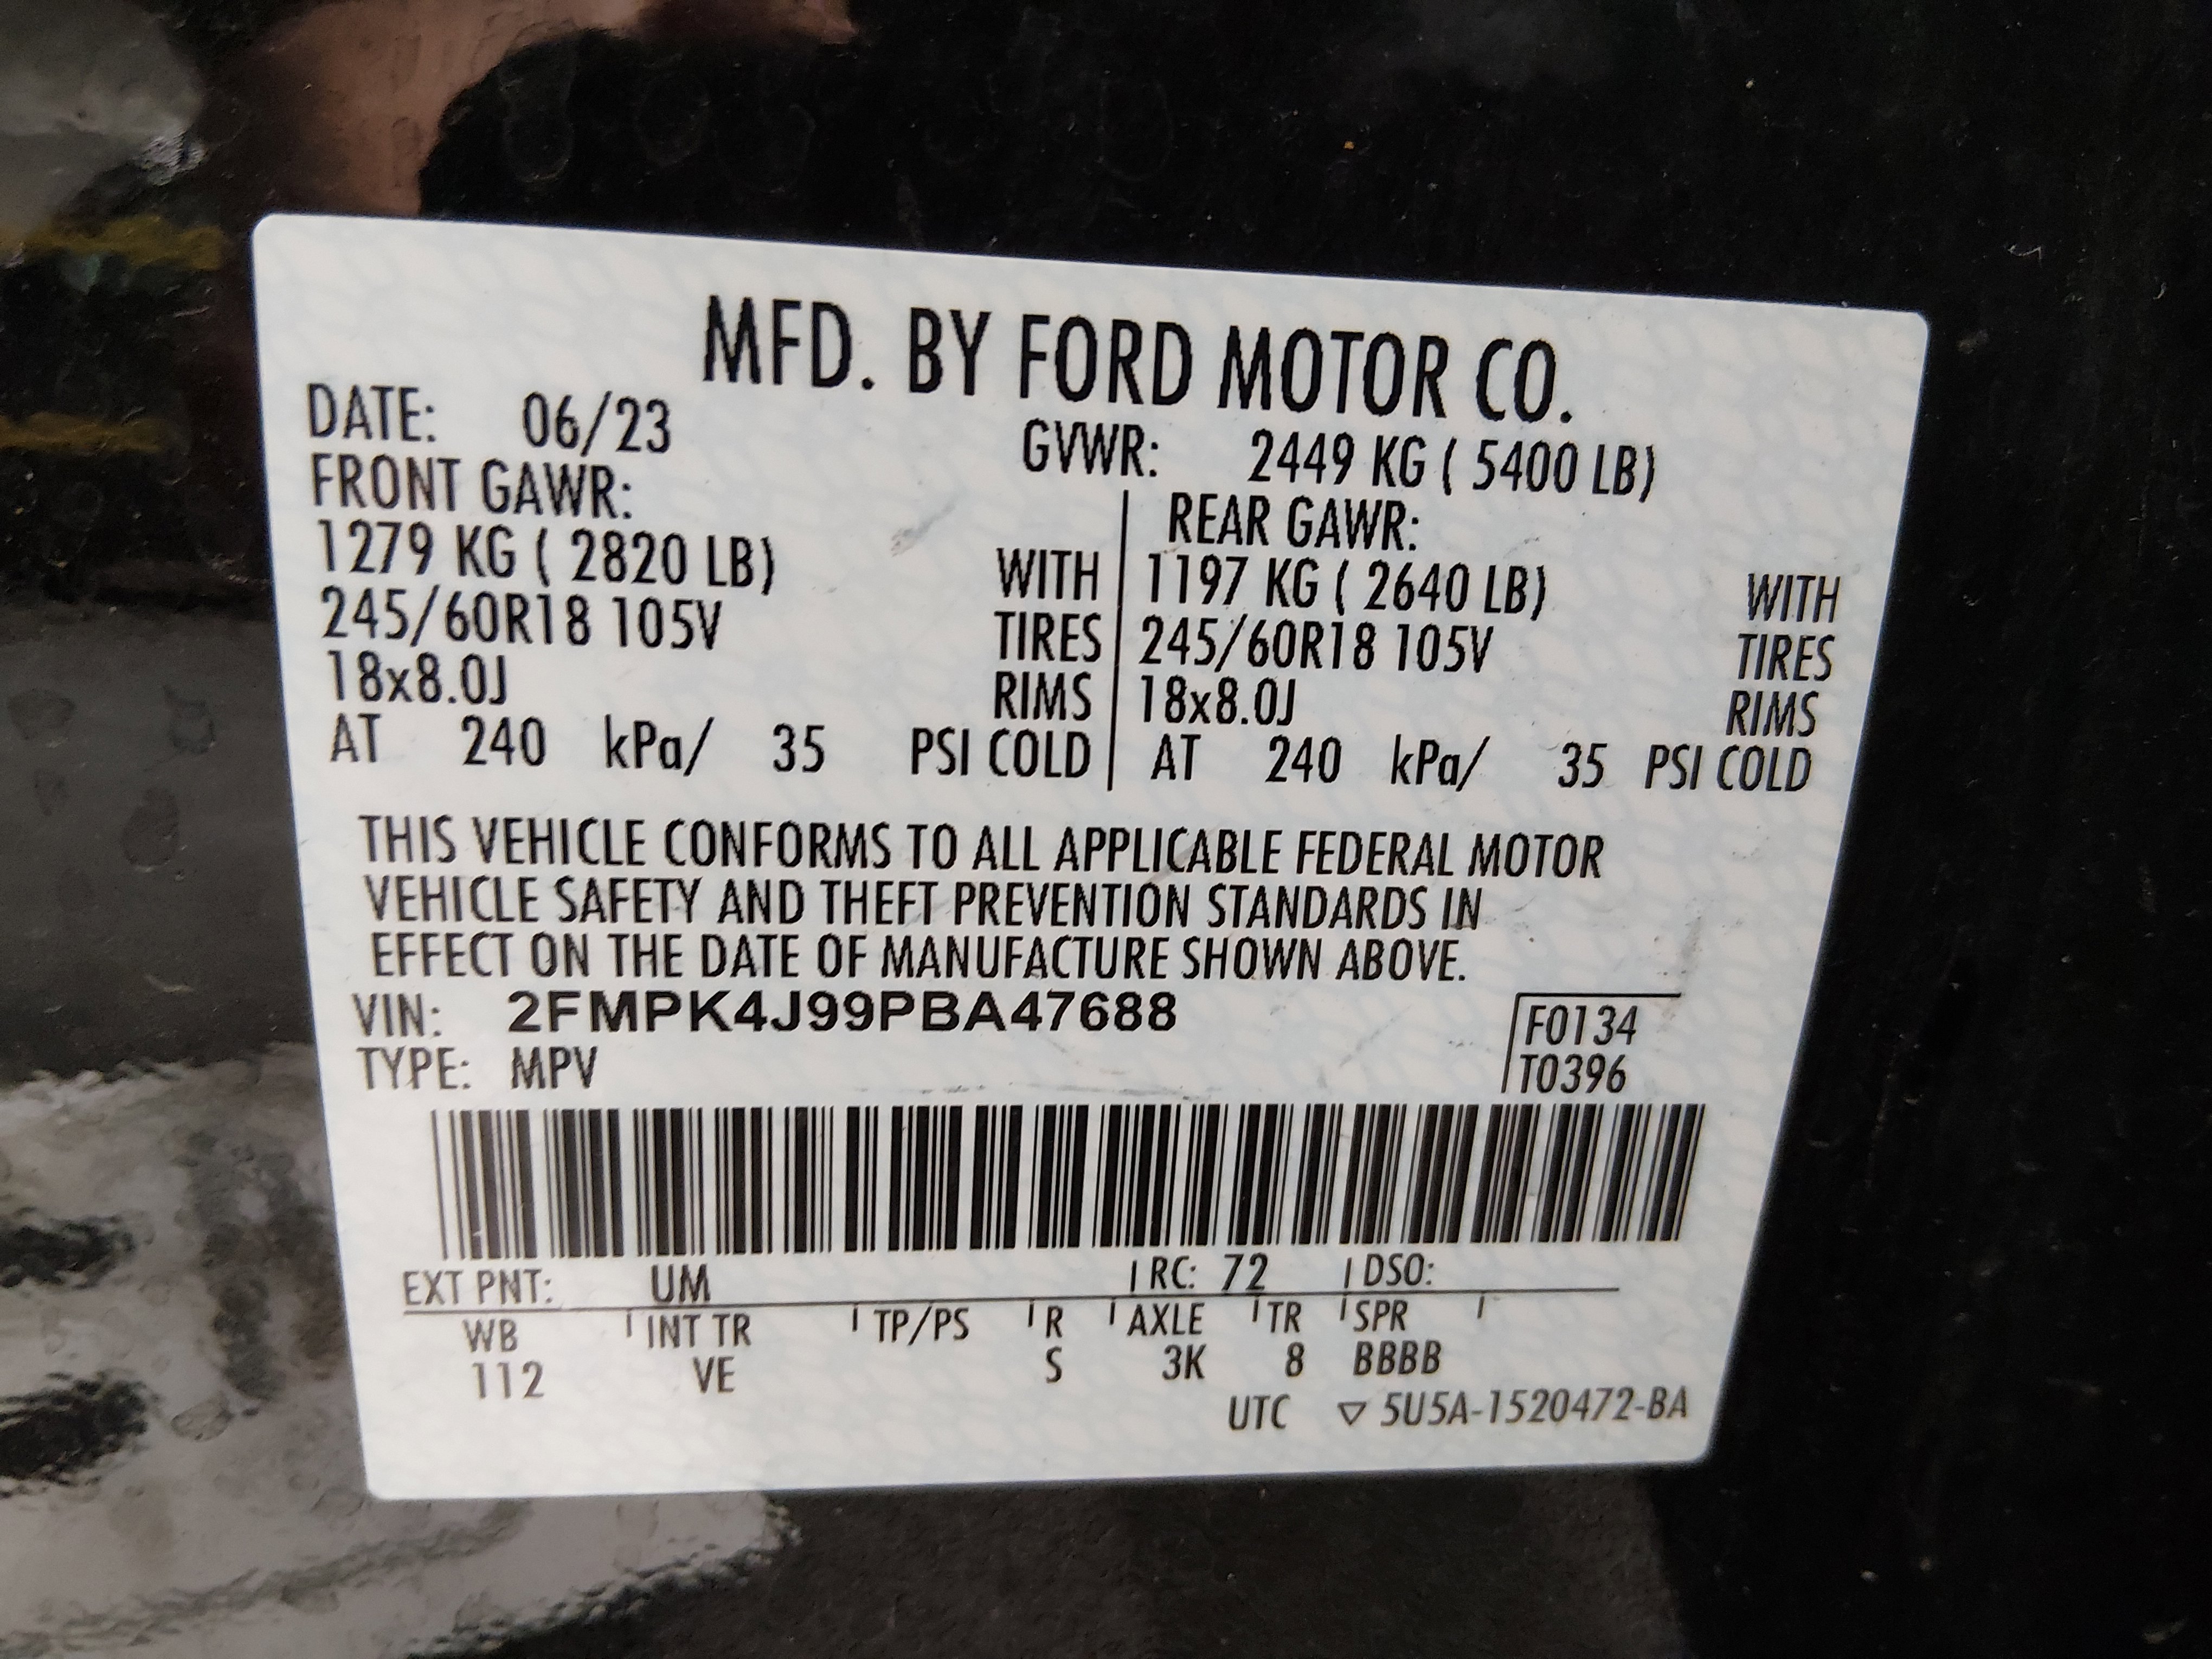 MFD. BY FORD MOTOR CO.
DATE: 06/23 GVWR: 2449 KG ( 5400 LB)
FRONT GAWR: REAR GAWR:
1279 KG ( 2820 LB) WITH 1197 KG ( 2640 LB) WITH
245/60R18 105V TIRES 245/60R18 105V TIRES
18x8.0J RIMS 18x8.0J RIMS
AT 240 kPa/ 35 PSI COLD AT 240 kPa/ 35 PSI COLD
THIS VEHICLE CONFORMS TO ALL APPLICABLE FEDERAL MOTOR
VEHICLE SAFETY AND THEFT PREVENTION STANDARDS IN
EFFECT ON THE DATE OF MANUFACTURE SHOWN ABOVE.
VIN: 2FMPK4J99PBA47688 F0134
TYPE: MPV T0396
EXT PNT: UM RC: 72 DSO:
WB INT TR TP/PS R AXLE TR SPR
112 VE S 3K 8 BBBB
UTC ▽ 5U5A-1520472-BA